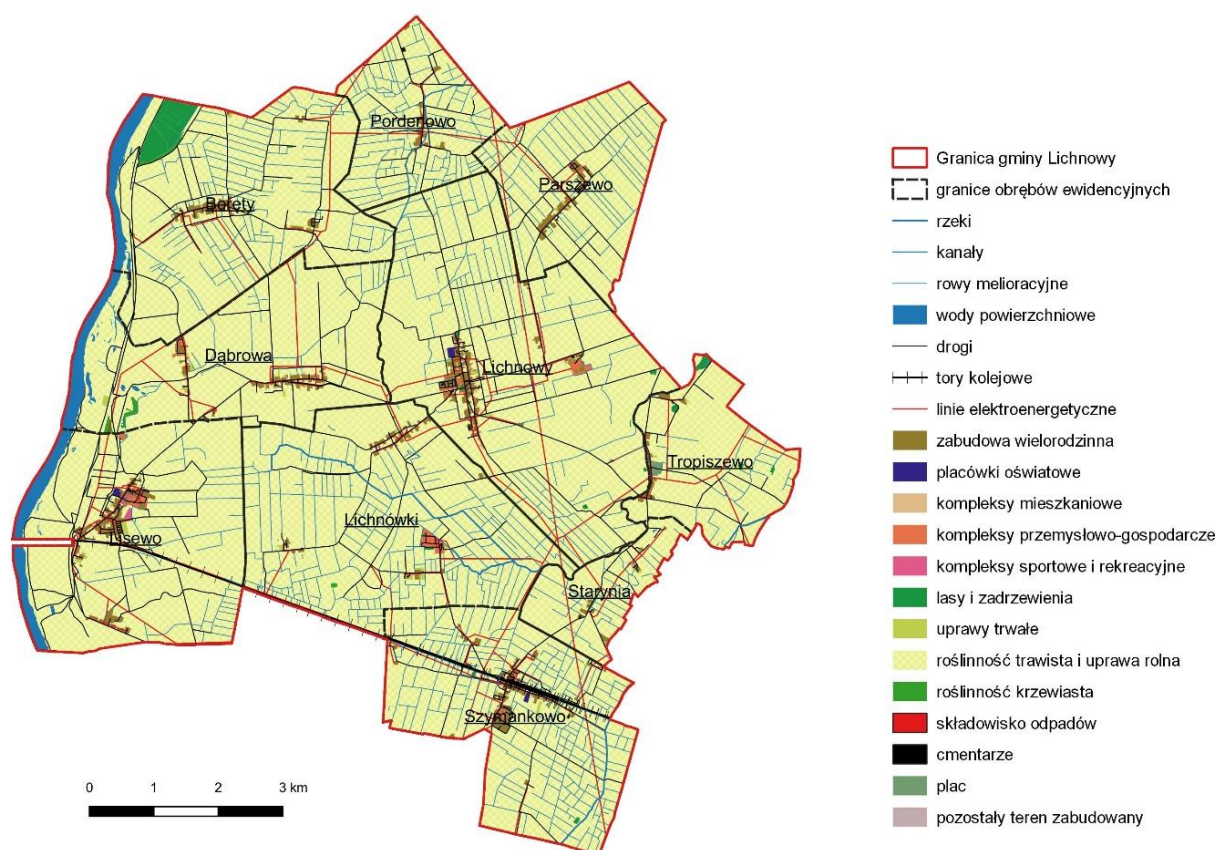 Pordenowo
Parszewo
Boręty
Dąbrowa
Lichnowy
Tropiszewo
Lichnówki
Lisewo
Starynia
Szymankowo
0 1 2 3 km
Granica gminy Lichnowy
granice obrębów ewidencyjnych
rzeki
kanały
rowy melioracyjne
wody powierzchniowe
drogi
tory kolejowe
linie elektroenergetyczne
zabudowa wielorodzinna
placówki oświatowe
kompleksy mieszkaniowe
kompleksy przemysłowo-gospodarcze
kompleksy sportowe i rekreacyjne
lasy i zadrzewienia
uprawy trwałe
roślinność trawista i uprawa rolna
roślinność krzewiasta
składowisko odpadów
cmentarze
plac
pozostały teren zabudowany